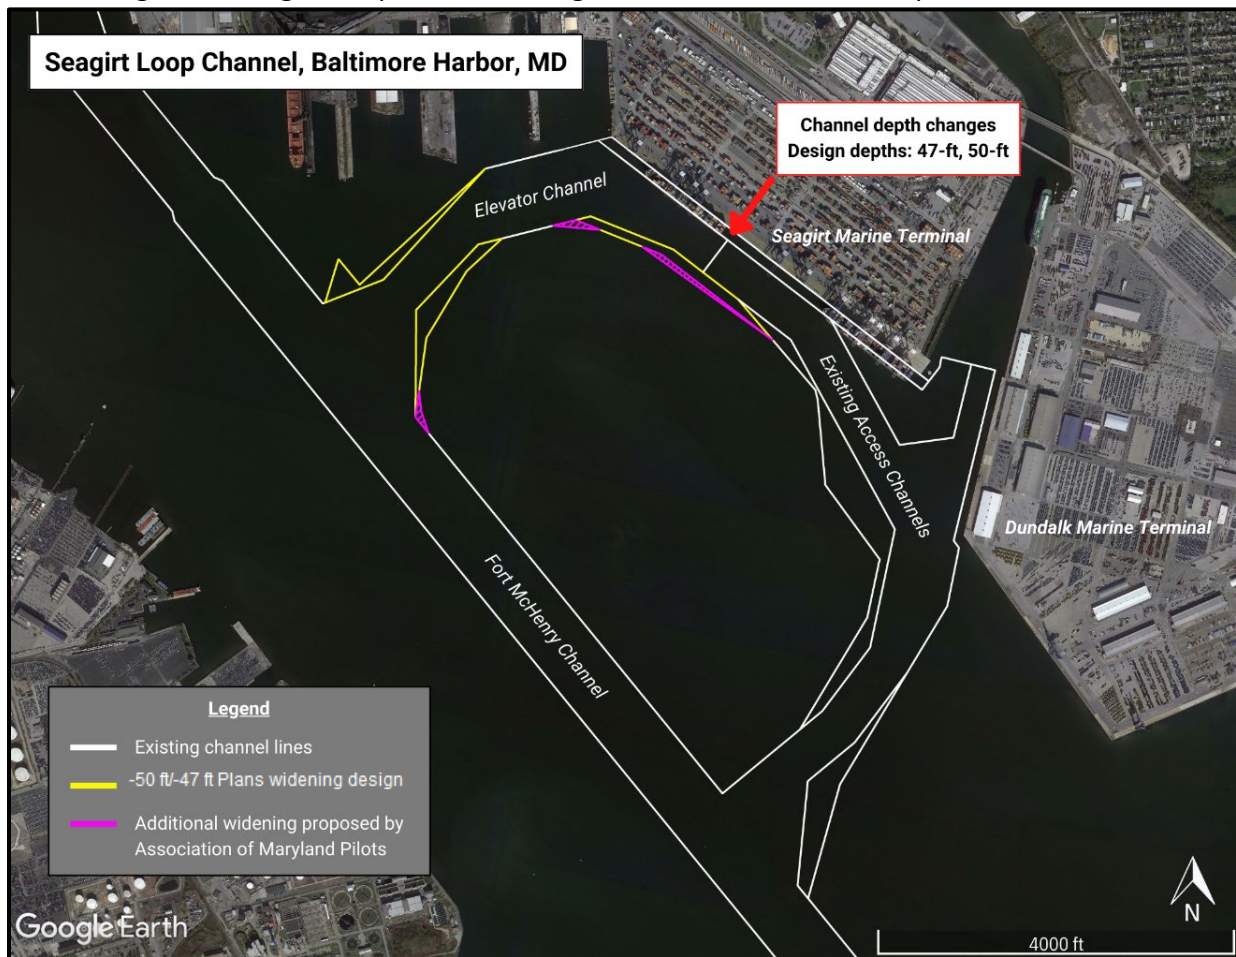 Seagirt Loop Channel, Baltimore Harbor, MD
Channel depth changes
Design depths: 47-ft, 50-ft
Elevator Channel
Seagirt Marine Terminal
Existing Access Channels
Dundalk Marine Terminal
Fort McHenry Channel
Legend
Existing channel lines
-50 ft/-47 ft Plans widening design
Additional widening proposed by
Association of Maryland Pilots
Google Earth
N
4000 ft